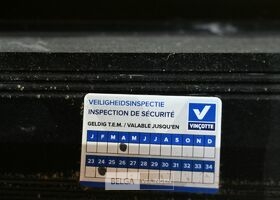 VEILIGHEIDSINSPECTIE
INSPECTION DE SÉCURITÉ
GELDIG T.E.M. / VALABLE JUSQU'EN
VINÇOTTE
J F M A M J J A S O N D
23 24 25 26 27 28 29 30 31 32 33 34
BELGA